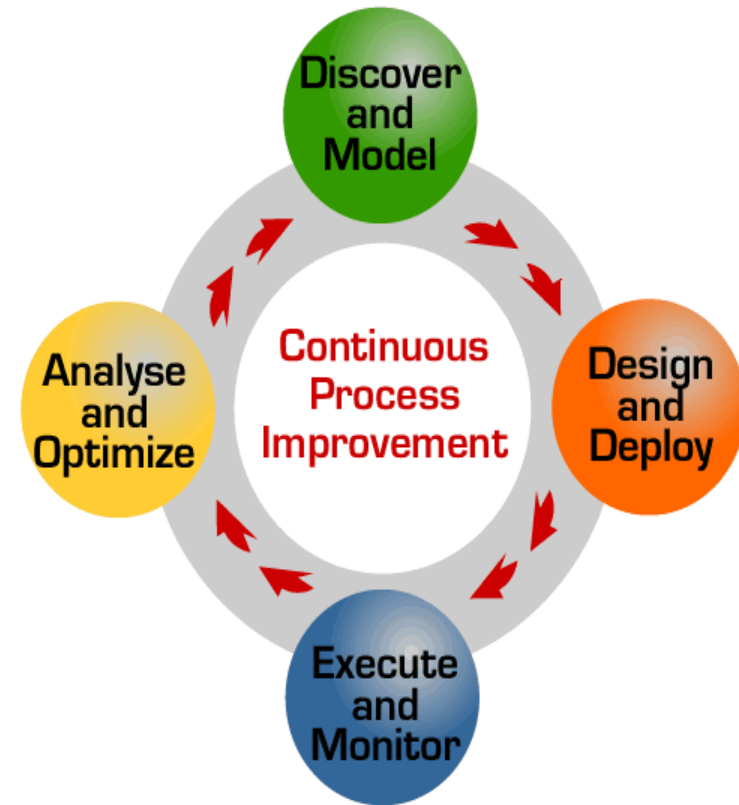 Discover
and
Model
Continuous
Process
Improvement
Design
and
Deploy
Execute
and
Monitor
Analyse
and
Optimize